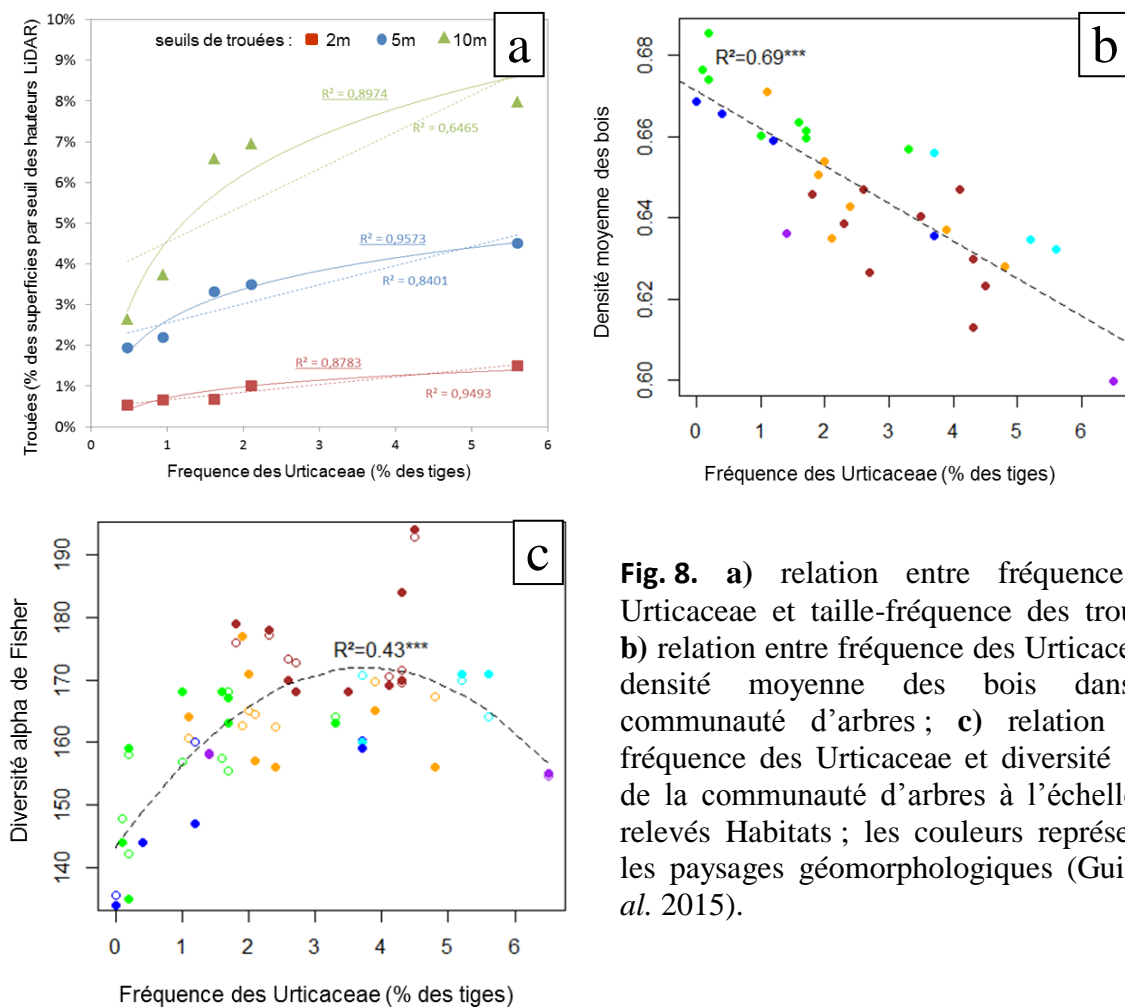 10%
9%
8%
7%
6%
5%
4%
3%
2%
1%
0%
Trouées (% des superficies par seuil des hauteurs LiDAR)
seuils de trouées : 2m 5m 10m
a
R² = 0,8974
R² = 0,6465
R² = 0,9573
R² = 0,8401
R² = 0,8783
R² = 0,9493
0 1 2 3 4 5 6
Frequence des Urticaceae (% des tiges)
b
R²=0.69***
Densité moyenne des bois
0.68
0.66
0.64
0.62
0.60
0 1 2 3 4 5 6
Fréquence des Urticaceae (% des tiges)
c
R²=0.43***
Diversité alpha de Fisher
190
180
170
160
150
140
0 1 2 3 4 5 6
Fréquence des Urticaceae (% des tiges)
Fig. 8. a) relation entre fréquence
Urticaceae et taille-fréquence des trou
b) relation entre fréquence des Urticace
densité moyenne des bois dans
communauté d’arbres ; c) relation
fréquence des Urticaceae et diversité
de la communauté d’arbres à l’échelle
relevés Habitats ; les couleurs représe
les paysages géomorphologiques (Gui
al. 2015).